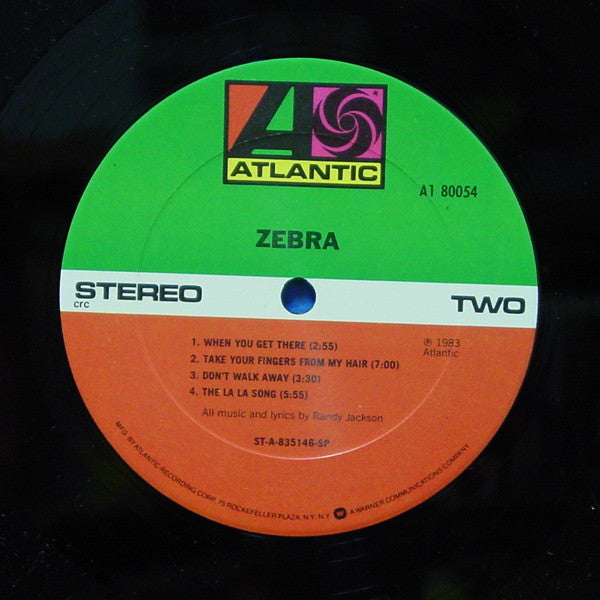 ATLANTIC
A1 80054
ZEBRA
STEREO
crc
TWO
1. WHEN YOU GET THERE (2:55)
2. TAKE YOUR FINGERS FROM MY HAIR (7:00)
3. DON'T WALK AWAY (3:30)
4. THE LA LA SONG (5:55)
All music and lyrics by Randy Jackson
℗ 1983
Atlantic
ST-A-835146-SP
MFG. BY ATLANTIC RECORDING CORP. 75 ROCKEFELLER PLAZA, N.Y. N.Y. A WARNER COMMUNICATIONS COMPANY